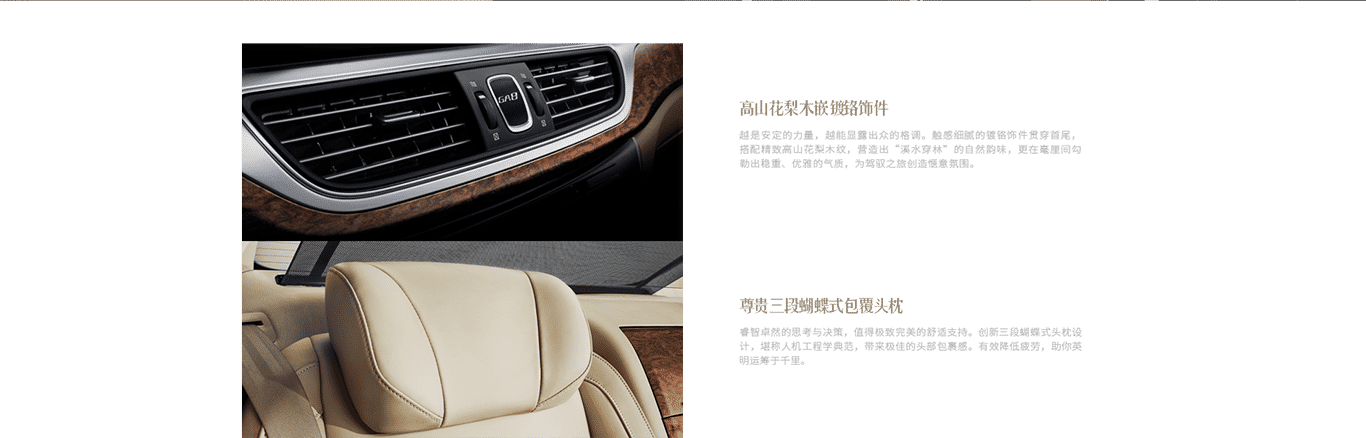 GA8
高山花梨木嵌镀铬饰件
越是安定的力量，越能显露出众的格调。触感细腻的镀铬饰件贯穿首尾，
搭配精致高山花梨木纹，营造出“溪水穿林”的自然韵味，更在毫厘间勾
勒出稳重、优雅的气质，为驾驭之旅创造惬意氛围。
尊贵三段蝴蝶式包覆头枕
睿智卓然的思考与决策，值得极致完美的舒适支持。创新三段蝴蝶式头枕设
计，堪称人机工程学典范，带来极佳的头部包裹感。有效降低疲劳，助你英
明运筹于千里。